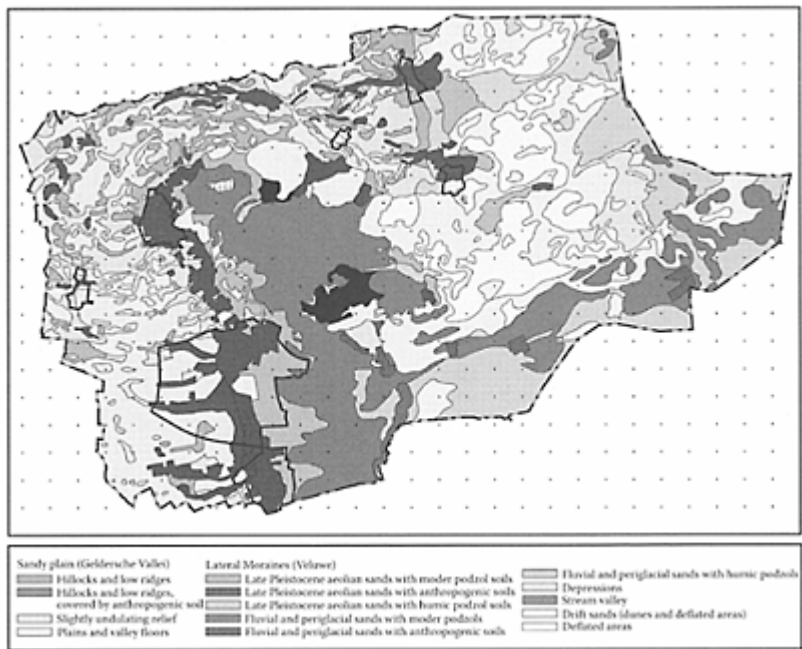 Sandy plain (Geldersche Vallei)
Hillocks and low ridges
Hillocks and low ridges,
covered by anthropogenic soil
Slightly undulating relief
Plains and valley floors
Lateral Moraines (Veluwe)
Late Pleistocene aeolian sands with moder podzol soils
Late Pleistocene aeolian sands with anthropogenic soils
Late Pleistocene aeolian sands with humic podzol soils
Fluvial and periglacial sands with moder podzols
Fluvial and periglacial sands with anthropogenic soils
Fluvial and periglacial sands with humic podzols
Depressions
Stream valley
Drift sands (dunes and deflated areas)
Deflated areas